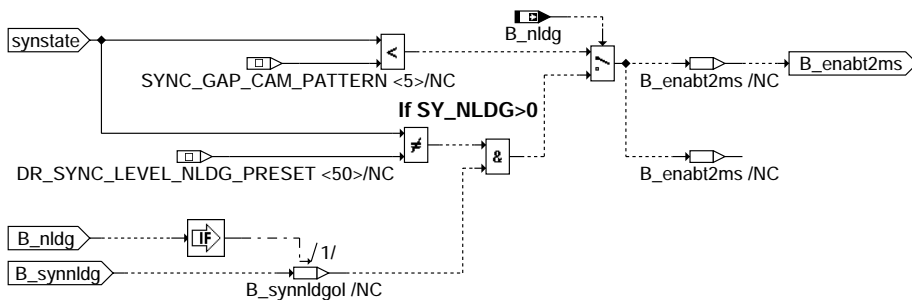 B_nldg
synstate
<
SYNC_GAP_CAM_PATTERN <5>/NC
B_enabt2ms /NC
B_enabt2ms
If SY_NLDG>0
≠
&
DR_SYNC_LEVEL_NLDG_PRESET <50>/NC
B_enabt2ms /NC
B_nldg
IF
/1/
B_synnldg
B_synnldgol /NC